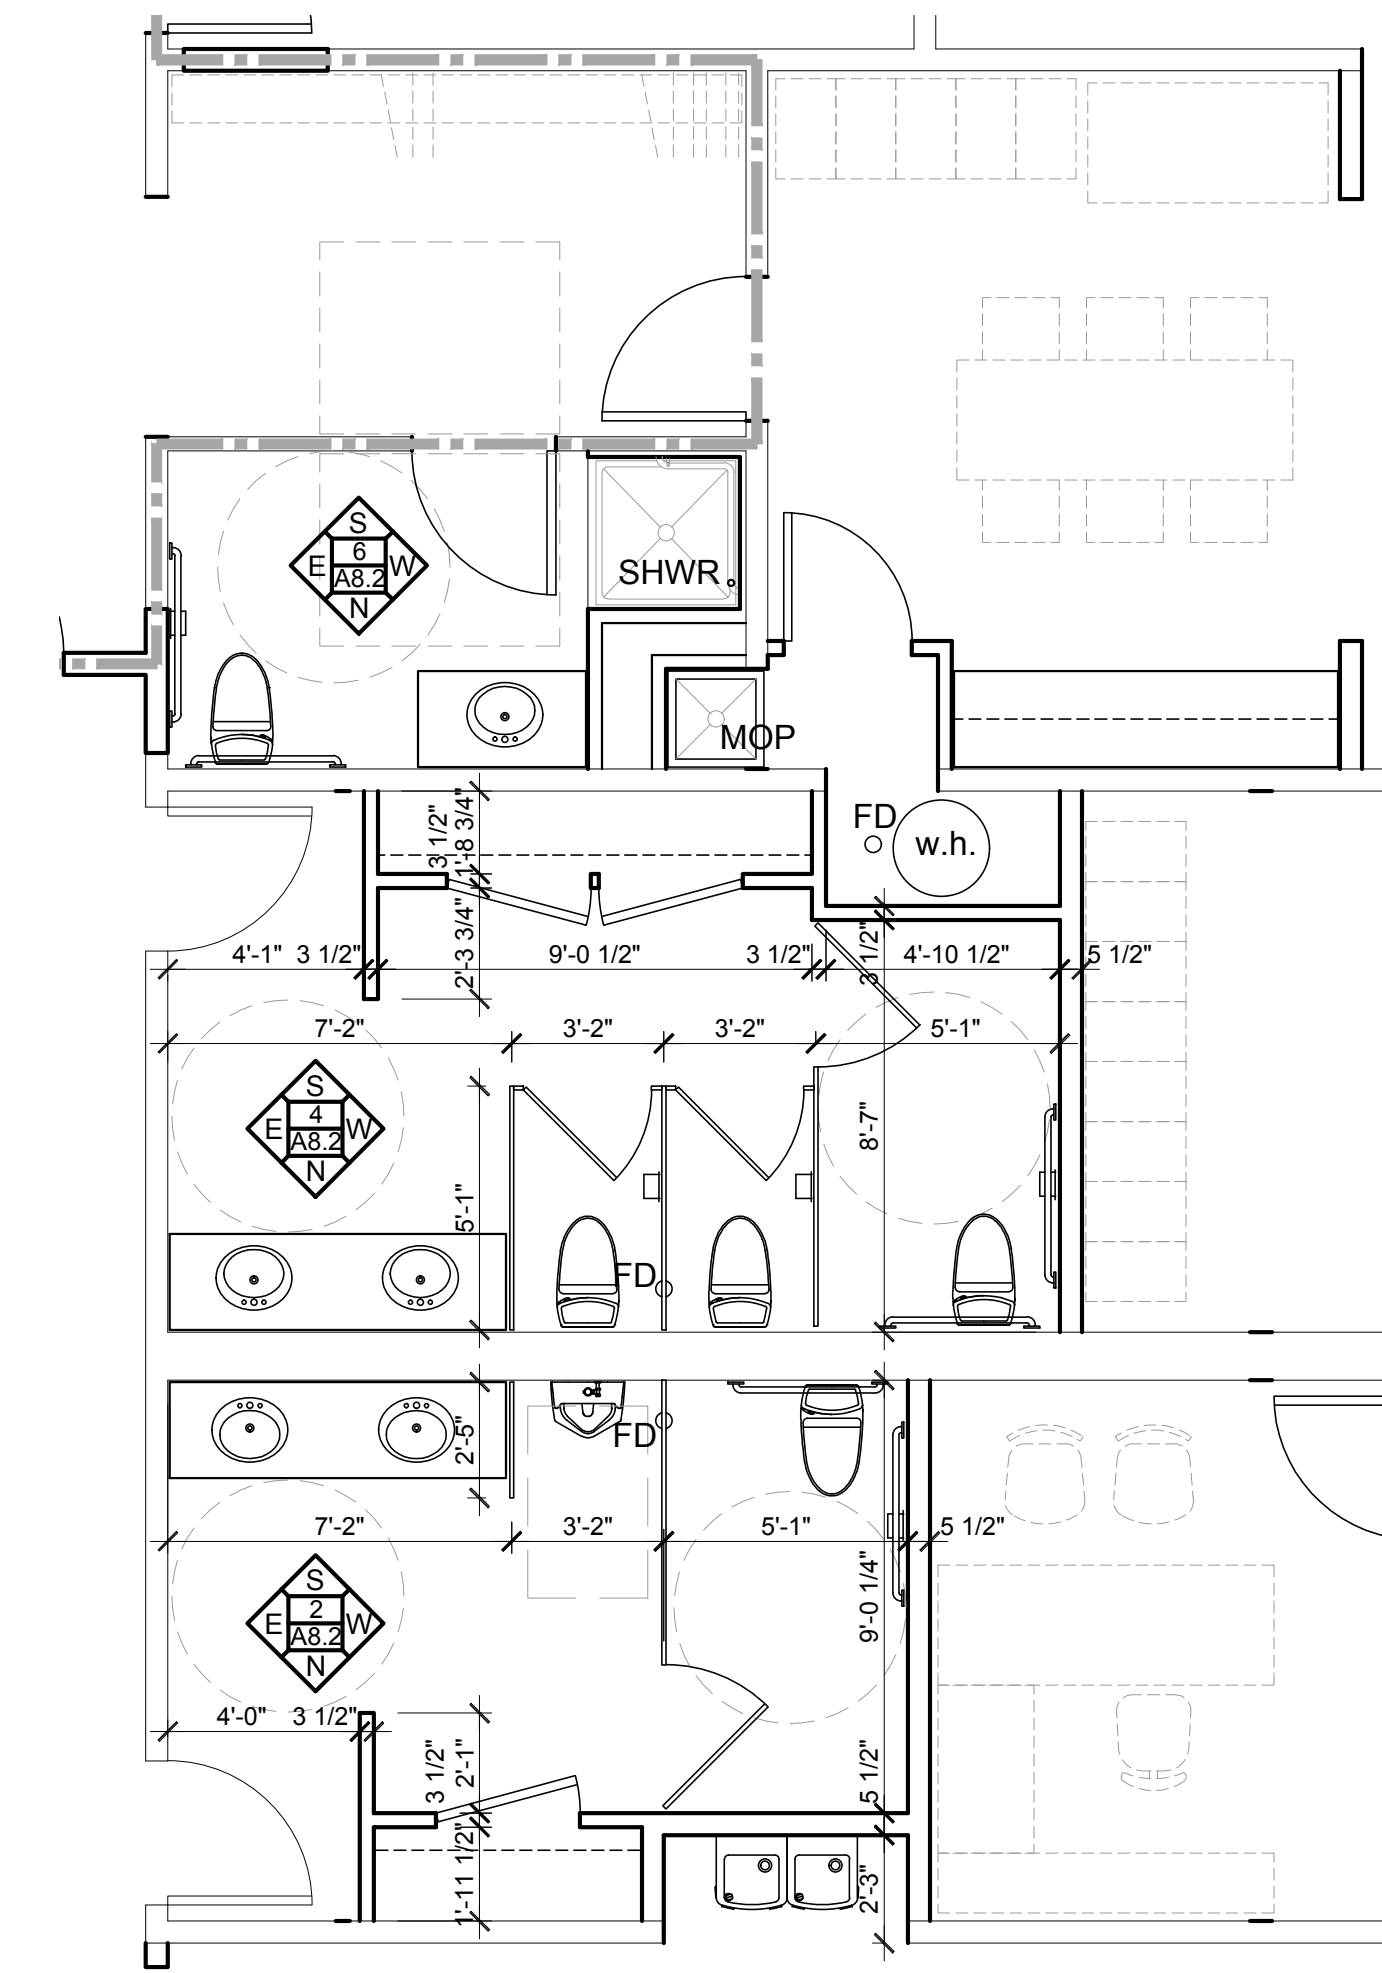 S
E
6
W
A8.2
N
SHWR
MOP
3 1/2"
1'-8 3/4"
FD
w.h.
2'-3 3/4"
3 1/2"
4'-1"
3 1/2"
9'-0 1/2"
3 1/2"
4'-10 1/2"
5 1/2"
7'-2"
3'-2"
3'-2"
5'-1"
S
E
4
W
A8.2
N
8'-7"
5'-1"
FD
2'-5"
FD
7'-2"
3'-2"
5'-1"
5 1/2"
9'-0 1/4"
S
E
2
W
A8.2
N
4'-0"
3 1/2"
3 1/2"
2'-1"
5 1/2"
1'-11 1/2"
2'-3"